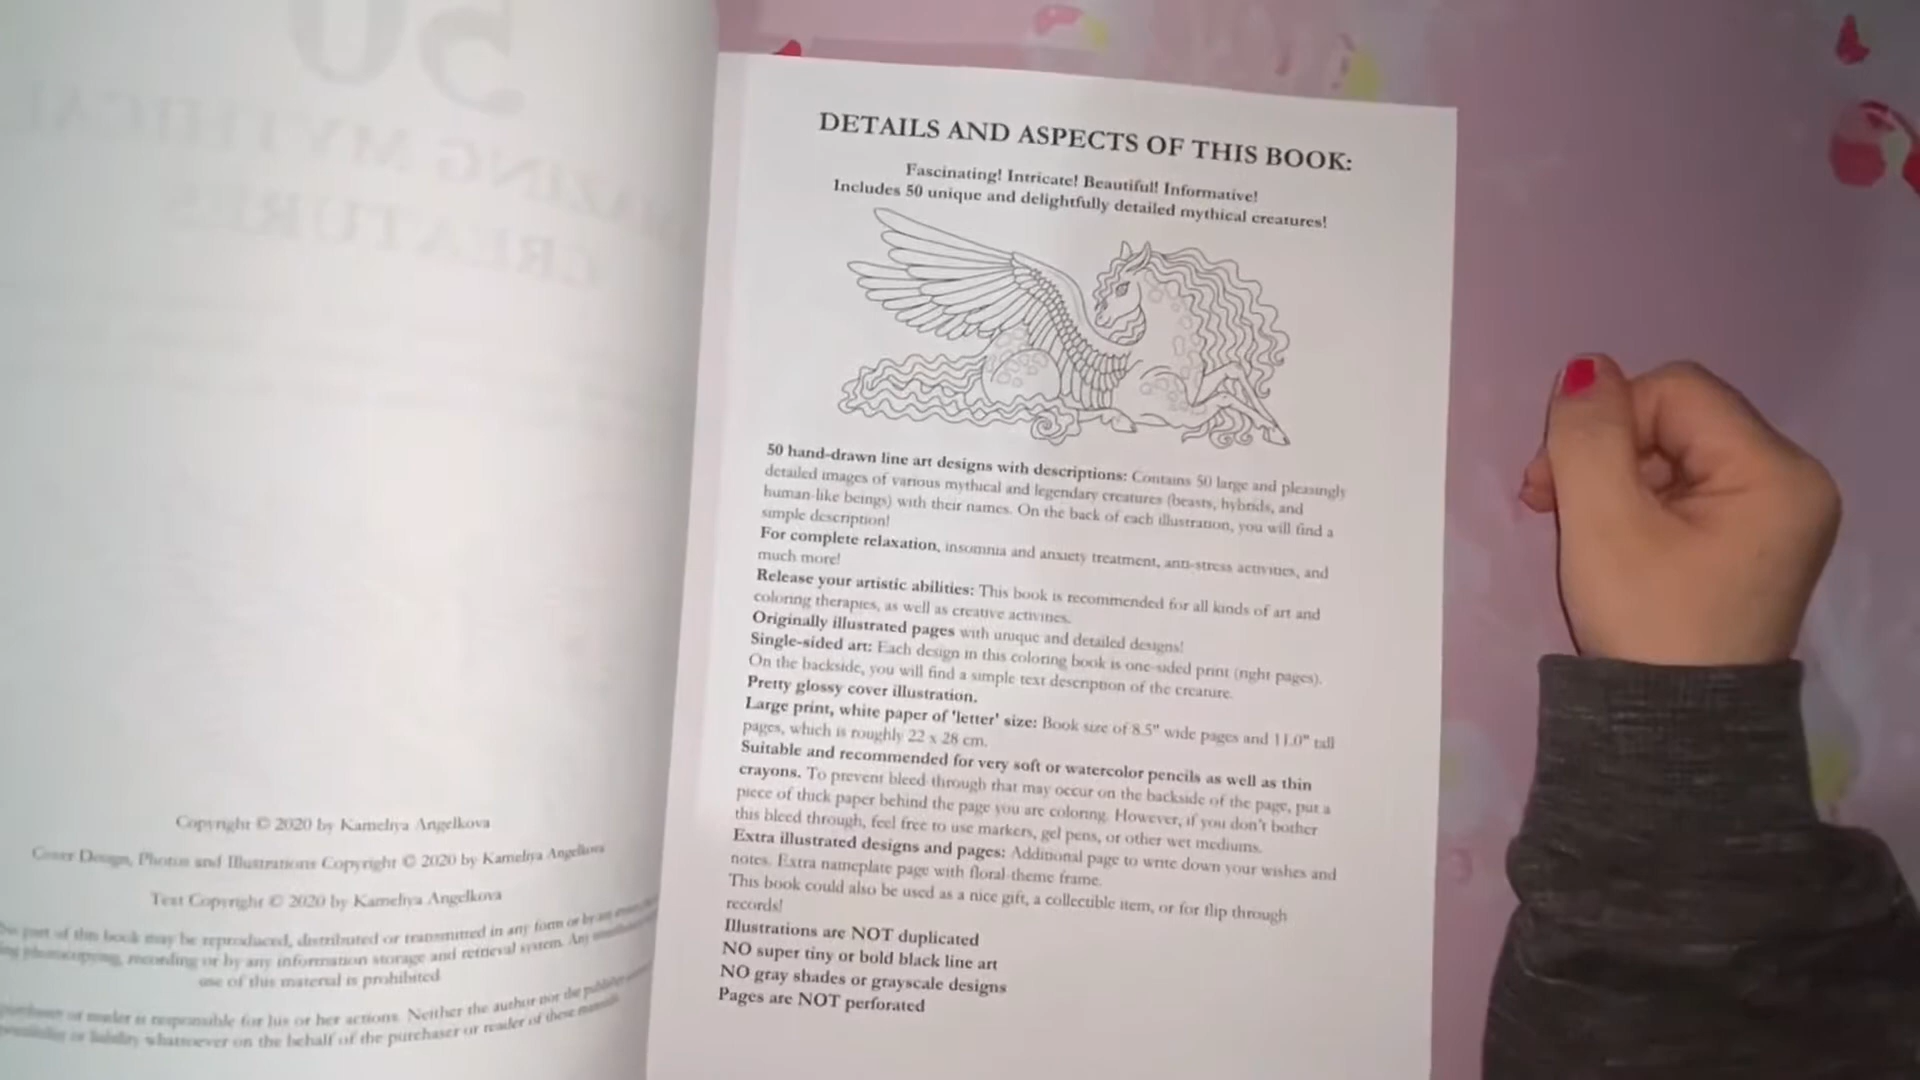 Copyright © 2020 by Kameliya Angelkova
Cover Design, Photos and Illustrations Copyright © 2020 by Kameliya Angelkova
Text Copyright © 2020 by Kameliya Angelkova
No part of this book may be reproduced, distributed or transmitted in any form or by any
photocopying, recording or by any information storage and retrieval system. Any
use of this material is prohibited.
purchaser or reader is responsible for his or her actions. Neither the author nor the publisher
or liability whatsoever on the behalf of the purchaser or reader of these materials.
DETAILS AND ASPECTS OF THIS BOOK:
Fascinating! Intricate! Beautiful! Informative!
Includes 50 unique and delightfully detailed mythical creatures!
50 hand-drawn line art designs with descriptions: Contains 50 large and pleasingly
detailed images of various mythical and legendary creatures (beasts, hybrids, and
human-like beings) with their names. On the back of each illustration, you will find a
simple description!
For complete relaxation, insomnia and anxiety treatment, anti-stress activities, and
much more!
Release your artistic abilities: This book is recommended for all kinds of art and
coloring therapies, as well as creative activities.
Originally illustrated pages with unique and detailed designs!
Single-sided art: Each design in this coloring book is one-sided print (right pages).
On the backside, you will find a simple text description of the creature.
Pretty glossy cover illustration.
Large print, white paper of 'letter' size: Book size of 8.5" wide pages and 11.0" tall
pages, which is roughly 22 x 28 cm.
Suitable and recommended for very soft or watercolor pencils as well as thin
crayons. To prevent bleed-through that may occur on the backside of the page, put a
piece of thick paper behind the page you are coloring. However, if you don't bother
this bleed through, feel free to use markers, gel pens, or other wet mediums.
Extra illustrated designs and pages: Additional page to write down your wishes and
notes. Extra nameplate page with floral-theme frame.
This book could also be used as a nice gift, a collectible item, or for flip through
records!
Illustrations are NOT duplicated
NO super tiny or bold black line art
NO gray shades or grayscale designs
Pages are NOT perforated